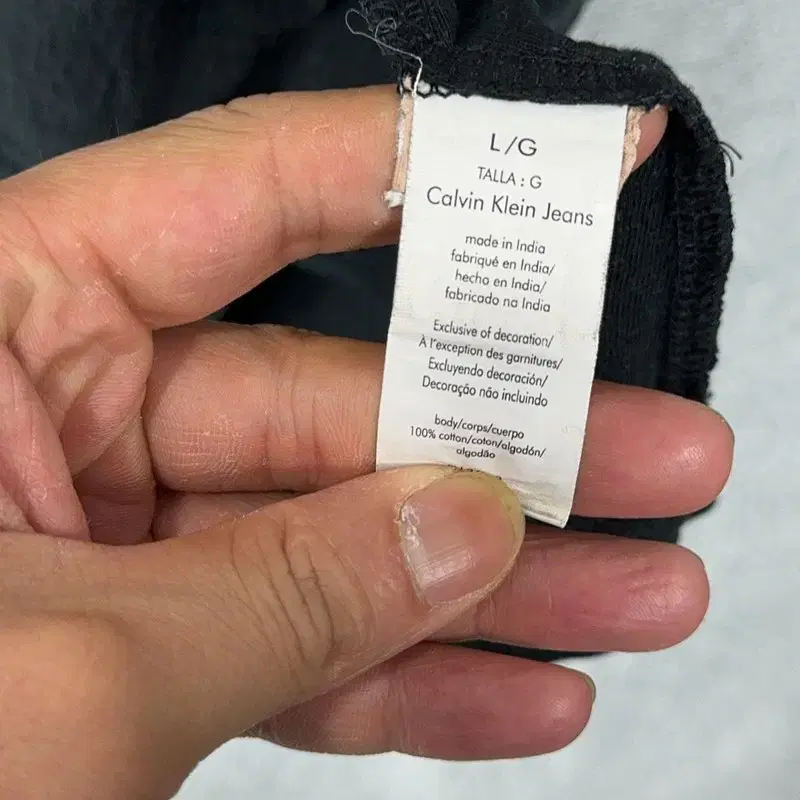 L/G
TALLA : G
Calvin Klein Jeans
made in India
fabriqué en India/
hecho en India/
fabricado na India
Exclusive of decoration/
À l'exception des garnitures/
Excluyendo decoración/
Decoração não incluindo
body/corps/cuerpo
100% cotton/coton/algodón/
algodão